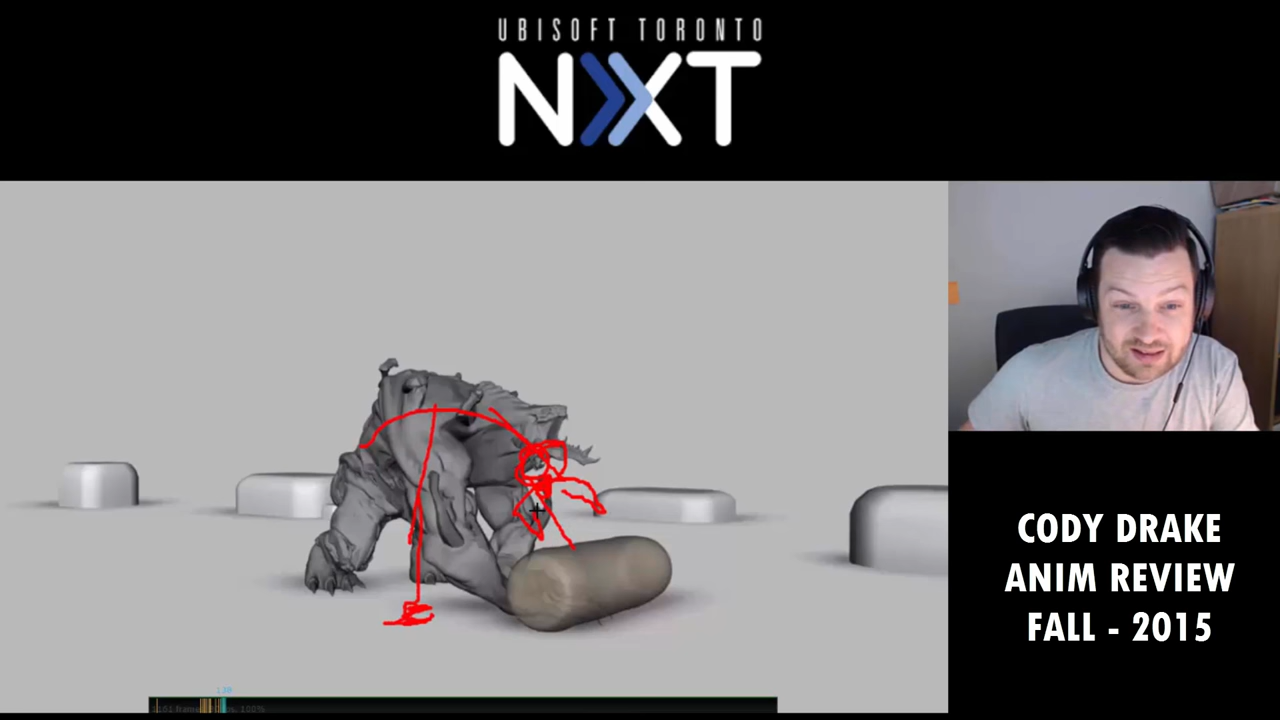 UBISOFT TORONTO
NXT
CODY DRAKE
ANIM REVIEW
FALL - 2015